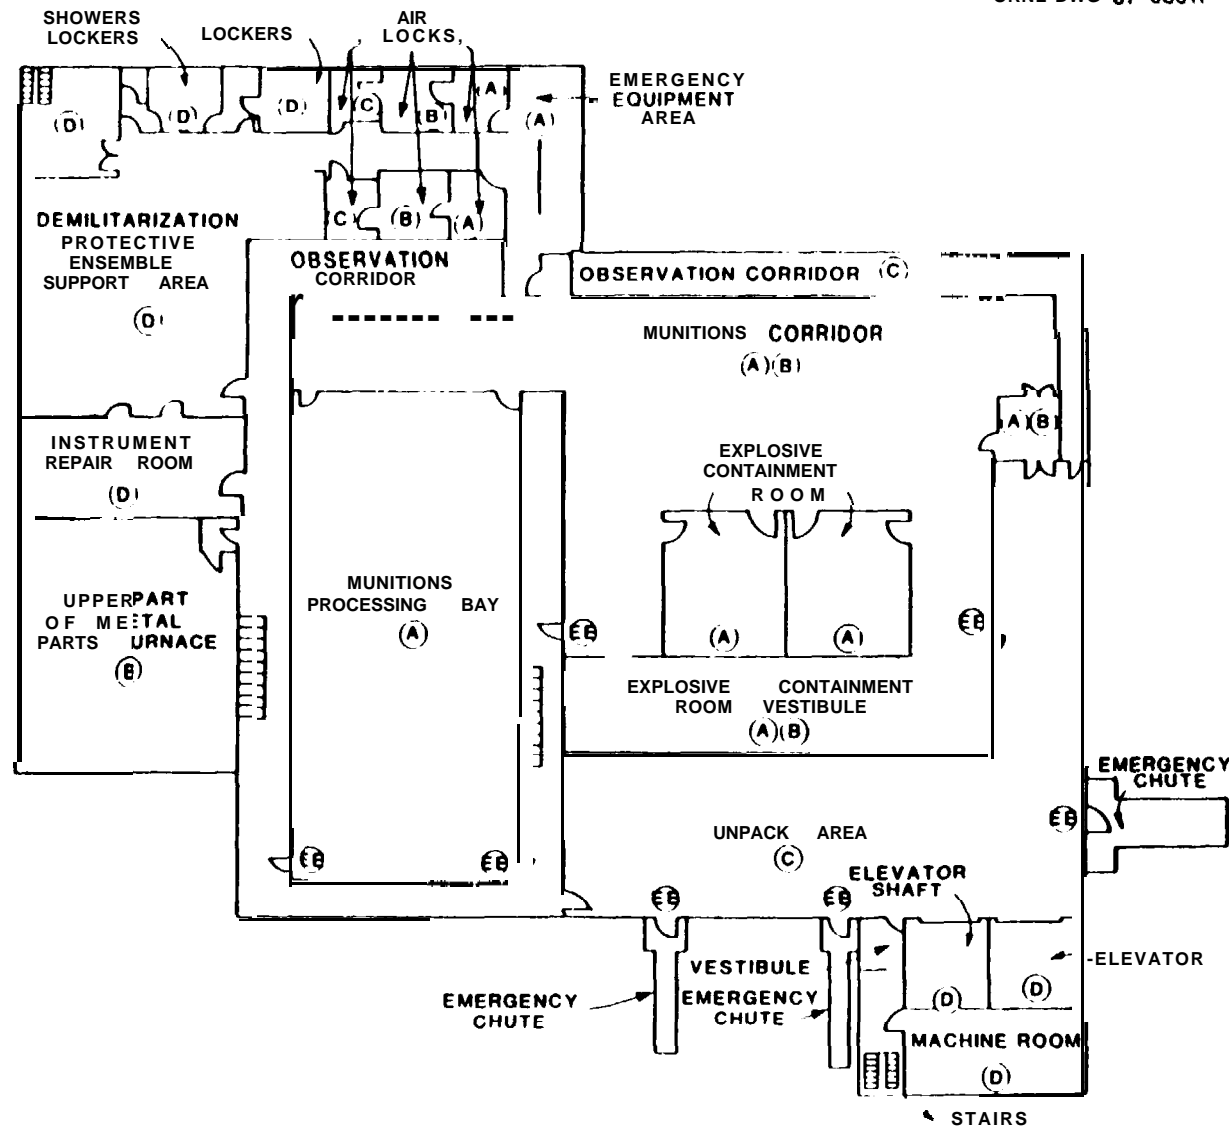 SHOWERS
LOCKERS
LOCKERS
AIR
LOCKS,
EMERGENCY
EQUIPMENT
AREA
(D)
(D)
(D)
(C)
(B)
(A)
(A)
(C)
(B)
(A)
DEMILITARIZATION
PROTECTIVE
ENSEMBLE
SUPPORT AREA
(D)
OBSERVATION
CORRIDOR
OBSERVATION CORRIDOR (C)
MUNITIONS CORRIDOR
(A)(B)
(A)(B)
INSTRUMENT
REPAIR ROOM
(D)
EXPLOSIVE
CONTAINMENT
ROOM
UPPER PART
OF METAL
PARTS URNACE
(B)
MUNITIONS
PROCESSING BAY
(A)
EB
(A)
(A)
EB
EXPLOSIVE CONTAINMENT
ROOM VESTIBULE
(A)(B)
EMERGENCY
CHUTE
EB
UNPACK AREA
(C)
EB
EB
ELEVATOR
SHAFT
EB
EB
VESTIBULE
-ELEVATOR
EMERGENCY
CHUTE
EMERGENCY
CHUTE
(D)
(D)
MACHINE ROOM
(D)
STAIRS